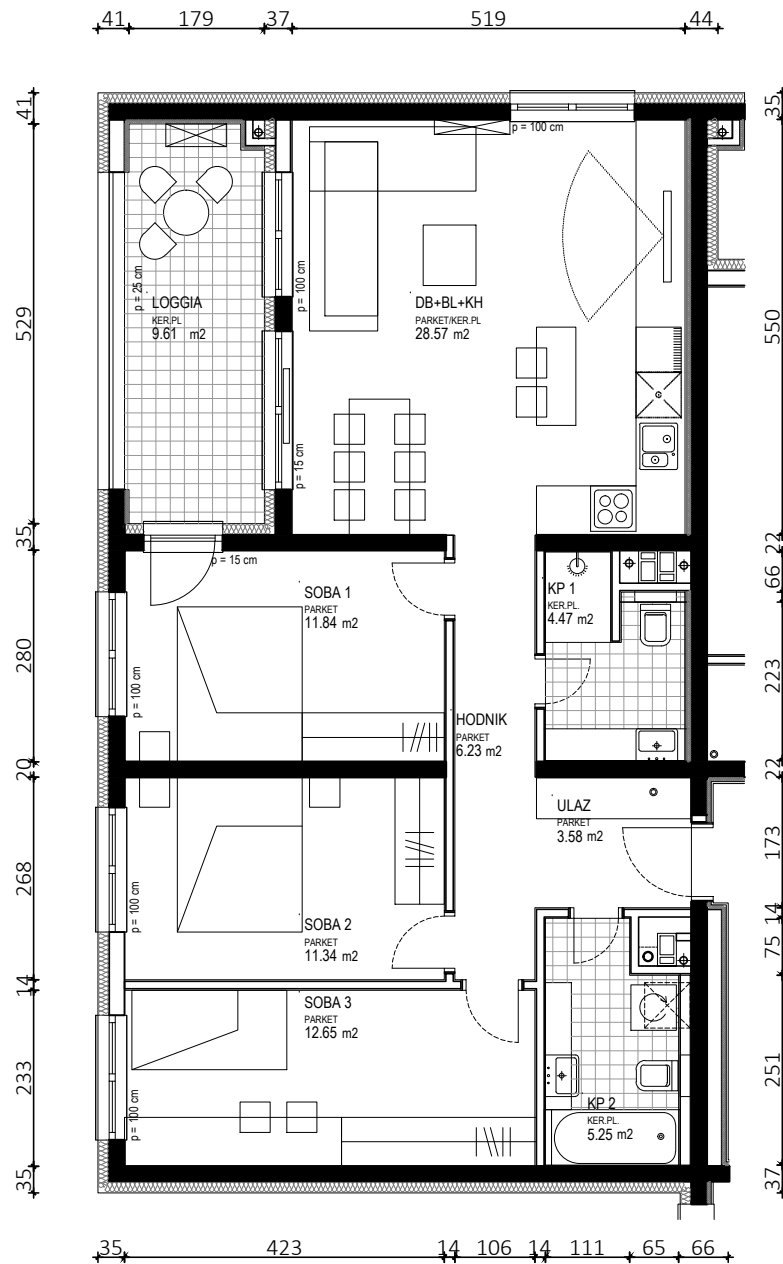 41 179 37 519 44
41
35
p = 100 cm
p = 25 cm
LOGGIA
KER.PL
9.61 m2
p = 100 cm
DB+BL+KH
PARKET/KER.PL
28.57 m2
529
550
p = 15 cm
35
22
p = 15 cm
66
SOBA 1
PARKET
11.84 m2
KP 1
KER.PL.
4.47 m2
280
223
p = 100 cm
HODNIK
PARKET
6.23 m2
20
22
ULAZ
PARKET
3.58 m2
173
268
p = 100 cm
14
SOBA 2
PARKET
11.34 m2
75
14
SOBA 3
PARKET
12.65 m2
233
251
p = 100 cm
KP 2
KER.PL.
5.25 m2
35
37
35 423 14 106 14 111 65 66